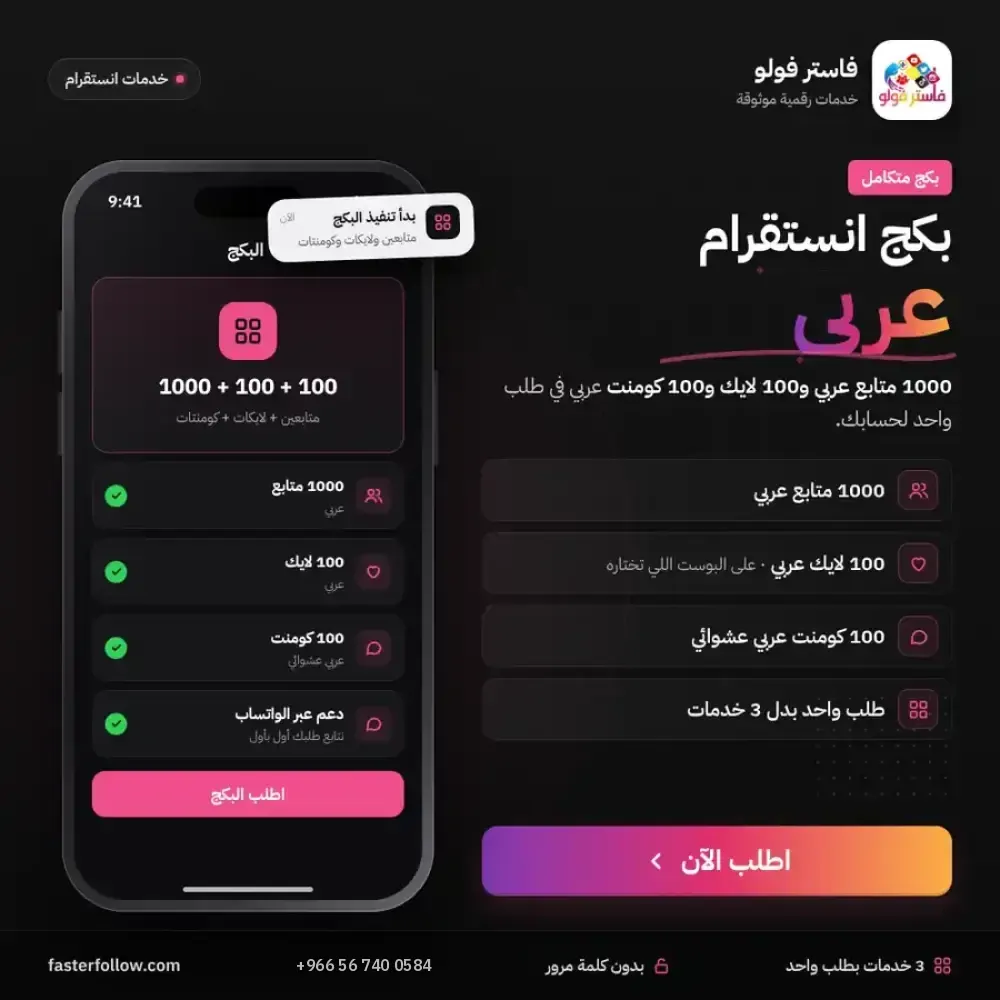 فاستر فولو
خدمات رقمية موثوقة
فاستر فولو
خدمات انستقرام
بكج متكامل
بكج انستقرام
عربي
1000 متابع عربي و100 لايك و100 كومنت عربي في طلب
واحد لحسابك.
1000 متابع عربي
100 لايك عربي · على البوست اللي تختاره
100 كومنت عربي عشوائي
طلب واحد بدل 3 خدمات
اطلب الآن
9:41
بدأ تنفيذ البكج
الآن
متابعين ولايكات وكومنتات
البكج
1000 + 100 + 100
متابعين + لايكات + كومنتات
1000 متابع
عربي
100 لايك
عربي
100 كومنت
عربي عشوائي
دعم عبر الواتساب
نتابع طلبك أول بأول
اطلب البكج
3 خدمات بطلب واحد
بدون كلمة مرور
+966 56 740 0584
fasterfollow.com